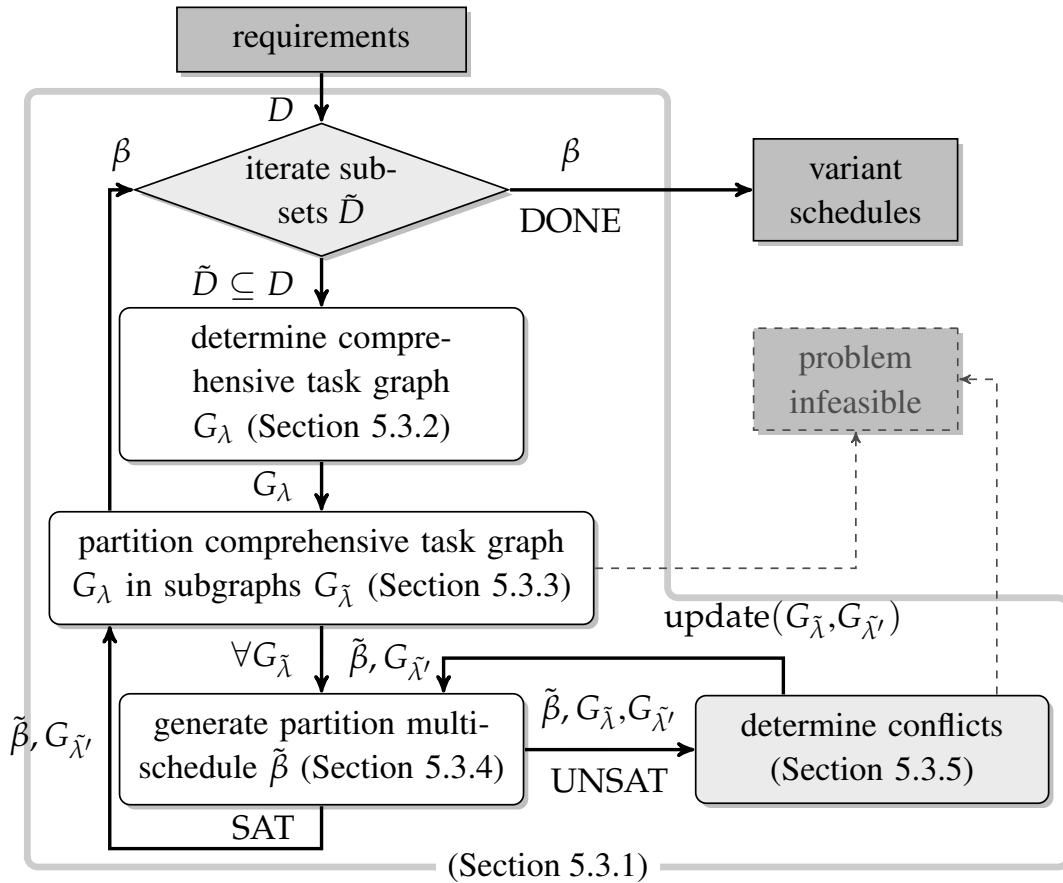 requirements
D
β
iterate sub-
sets D̃
β
DONE
variant
schedules
D̃ ⊆ D
determine compre-
hensive task graph
G_λ (Section 5.3.2)
problem
infeasible
G_λ
partition comprehensive task graph
G_λ in subgraphs G_λ̃ (Section 5.3.3)
update(G_λ̃,G_λ̃′)
∀G_λ̃
β̃, G_λ̃′
β̃, G_λ̃′
generate partition multi-
schedule β̃ (Section 5.3.4)
β̃, G_λ̃,G_λ̃′
UNSAT
determine conflicts
(Section 5.3.5)
SAT
(Section 5.3.1)